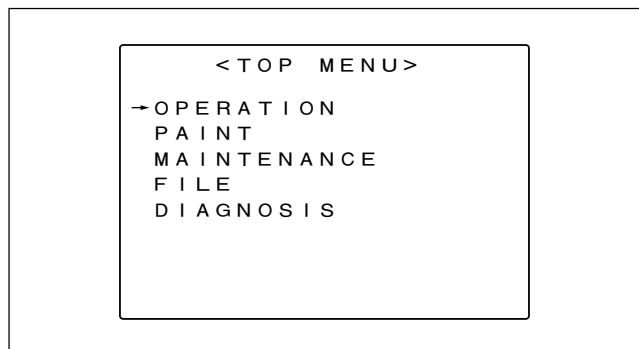 <TOP MENU>
→OPERATION
PAINT
MAINTENANCE
FILE
DIAGNOSIS